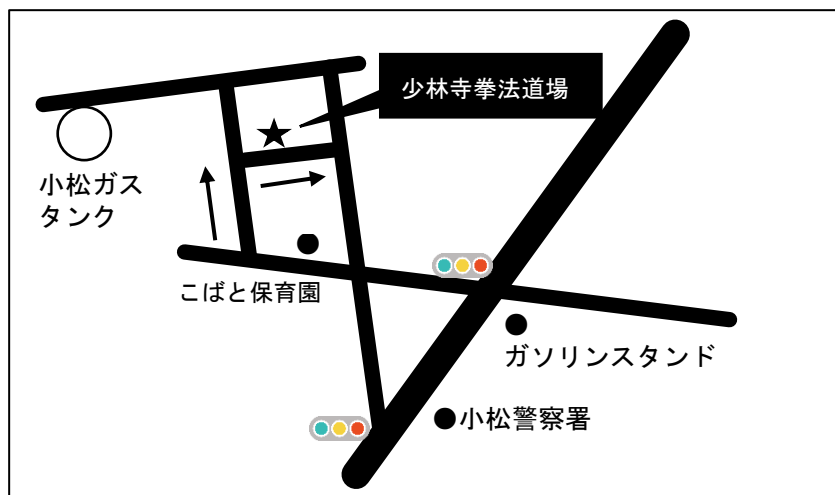 少林寺拳法道場
小松ガス
タンク
こばと保育園
ガソリンスタンド
小松警察署